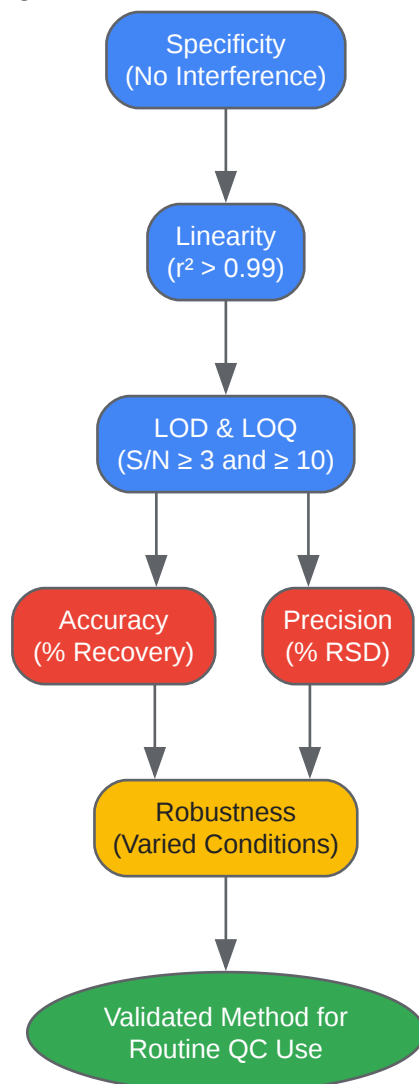 Specificity
(No Interference)
Linearity
(r² > 0.99)
LOD & LOQ
(S/N ≥ 3 and ≥ 10)
Accuracy
(% Recovery)
Precision
(% RSD)
Robustness
(Varied Conditions)
Validated Method for
Routine QC Use